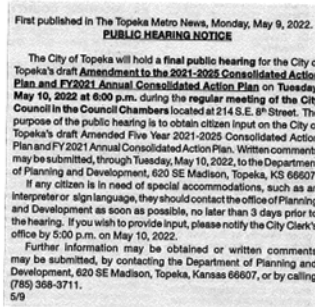 First published in The Topeka Metro News, Monday, May 9, 2022.
PUBLIC HEARING NOTICE
The City of Topeka will hold a final public hearing for the City o
Topeka's draft Amendment to the 2021-2025 Consolidated Action
Plan and FY2021 Annual Consolidated Action Plan on Tuesday
May 10, 2022 at 6:00 p.m. during the regular meeting of the City
Council in the Council Chambers located at 214 S.E. 8th Street. The
purpose of the public hearing is to obtain citizen input on the City o
Topeka's draft Amended Five Year 2021-2025 Consolidated Action
Plan and FY2021 Annual Consolidated Action Plan. Written comments
may be submitted, through Tuesday, May 10, 2022, to the Departmen
of Planning and Development, 620 SE Madison, Topeka, KS 66607
If any citizen is in need of special accommodations, such as an
interpreter or sign language, they should contact the office of Planning
and Development as soon as possible, no later than 3 days prior to
the hearing. If you wish to provide input, please notify the City Clerk's
office by 5:00 p.m. on May 10, 2022.
Further information may be obtained or written comments
may be submitted, by contacting the Department of Planning and
Development, 620 SE Madison, Topeka, Kansas 66607, or by calling
(785) 368-3711.
5/9